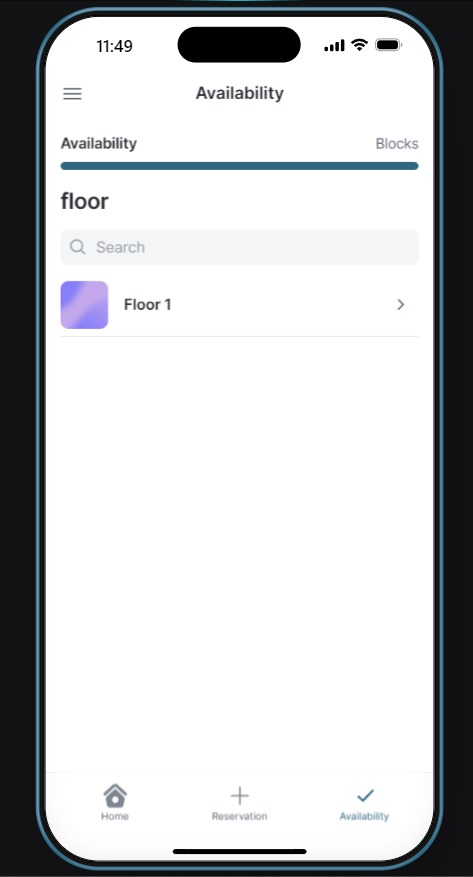 11:49
Availability
Availability Blocks
floor
Search
Floor 1
Home Reservation Availability